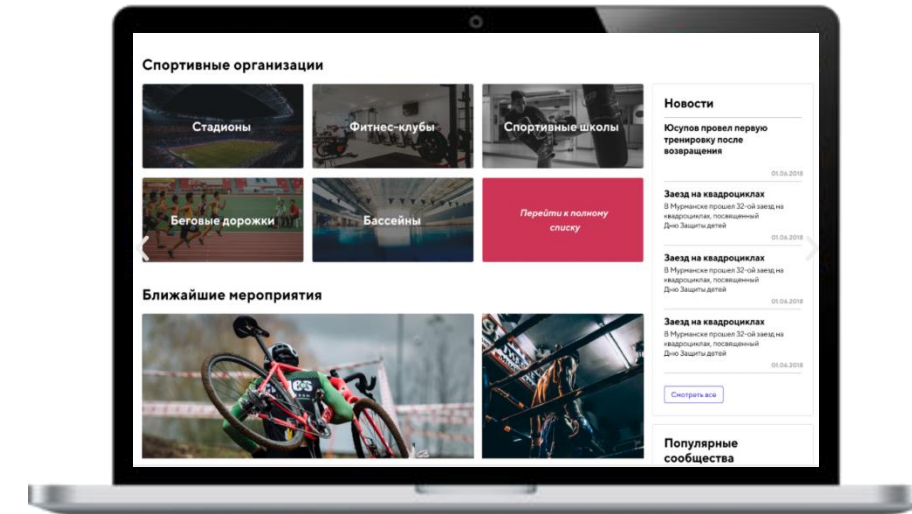 Спортивные организации
Стадионы
Фитнес-клубы
Спортивные школы
Беговые дорожки
Бассейны
Перейти к полному
списку
Ближайшие мероприятия
165
Новости
Юсупов провел первую
тренировку после
возвращения
01.06.2018
Заезд на квадроциклах
В Мурманске прошел 32-ой заезд на
квадроциклах, посвященный
Дню Защиты детей
01.06.2018
Заезд на квадроциклах
В Мурманске прошел 32-ой заезд на
квадроциклах, посвященный
Дню Защиты детей
01.06.2018
Заезд на квадроциклах
В Мурманске прошел 32-ой заезд на
квадроциклах, посвященный
Дню Защиты детей
01.06.2018
Смотреть все
Популярные
сообщества